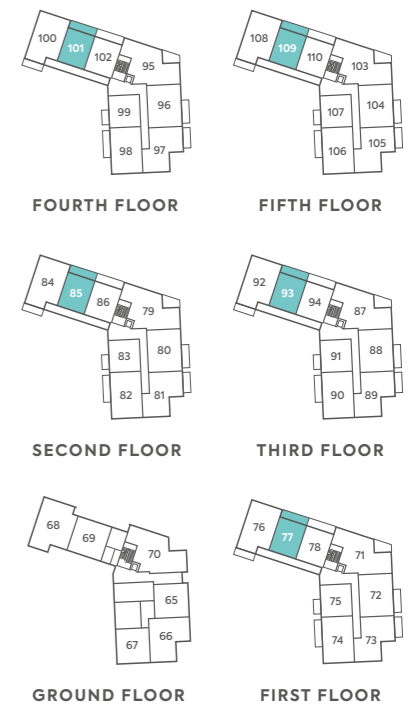 100 101 102 95
99 96
98 97
FOURTH FLOOR
108 109 110 103
107 104
106 105
FIFTH FLOOR
84 85 86 79
83 80
82 81
SECOND FLOOR
92 93 94 87
91 88
90 89
THIRD FLOOR
68 69 70
65
67 66
GROUND FLOOR
76 77 78 71
75 72
74 73
FIRST FLOOR